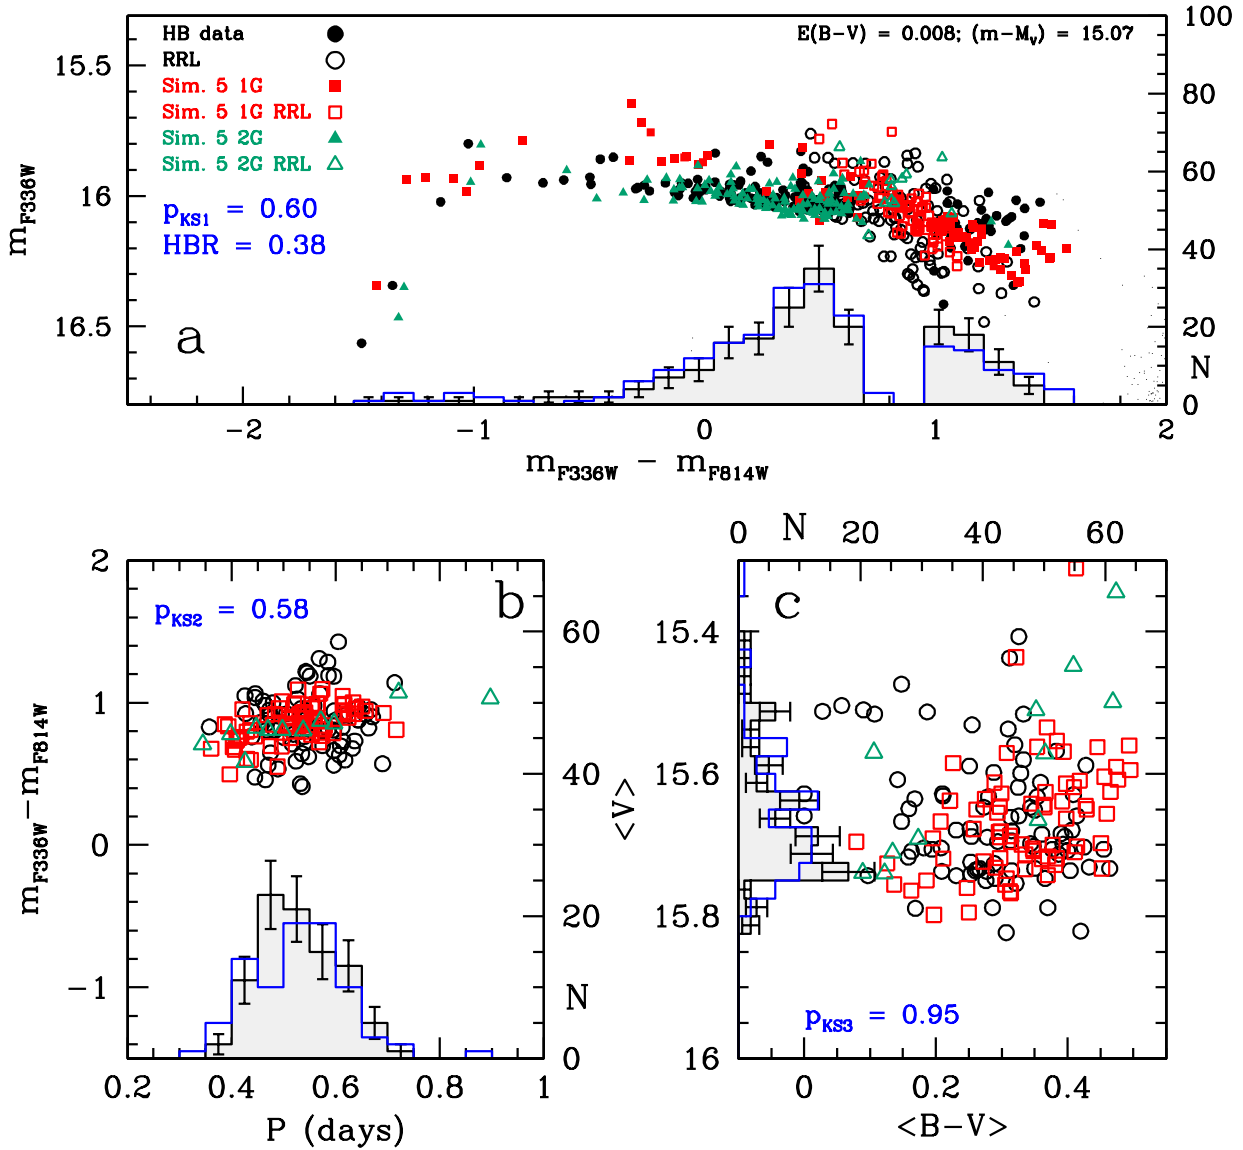 HB data
RRL
Sim. 5 1G
Sim. 5 1G RRL
Sim. 5 2G
Sim. 5 2G RRL
E(B-V) = 0.008; (m-M_V) = 15.07
p_KS1 = 0.60
HBR = 0.38
a
15.5
16
16.5
m_F336W
100
80
60
40
20
0
N
-2
-1
0
1
2
m_F336W - m_F814W
p_KS2 = 0.58
b
2
1
0
-1
m_F336W-m_F814W
60
40
20
0
N
0.2
0.4
0.6
0.8
1
P (days)
0
N
20
40
60
c
15.4
15.6
15.8
16
<V>
p_KS3 = 0.95
0
0.2
0.4
<B-V>